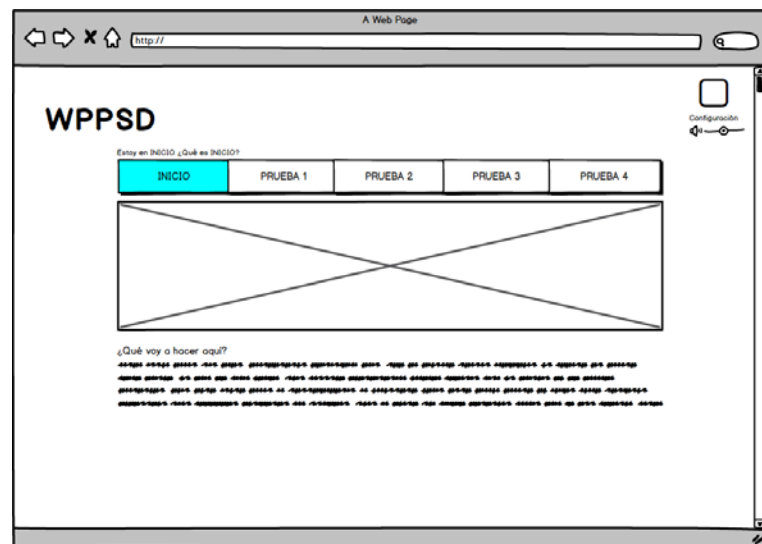 A Web Page
http://
WPPSD
Configuración
Estoy en INICIO ¿Qué es INICIO?
INICIO PRUEBA 1 PRUEBA 2 PRUEBA 3 PRUEBA 4
¿Qué voy a hacer aquí?